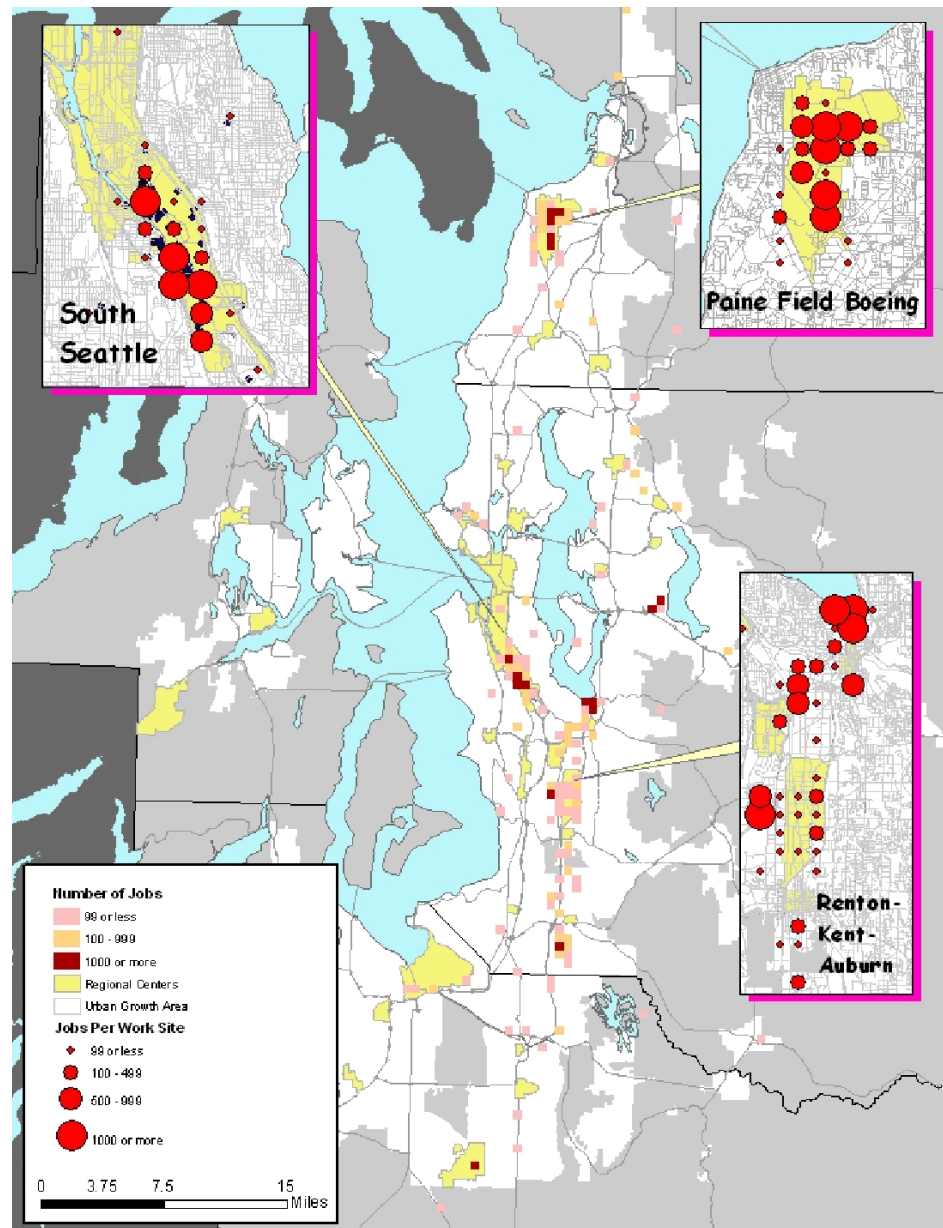 South
Seattle
Paine Field Boeing
Renton-
Kent-
Auburn
Number of Jobs
99 or less
100 - 999
1000 or more
Regional Centers
Urban Growth Area
Jobs Per Work Site
99 or less
100 - 499
500 - 999
1000 or more
0 3.75 7.5 15
Miles